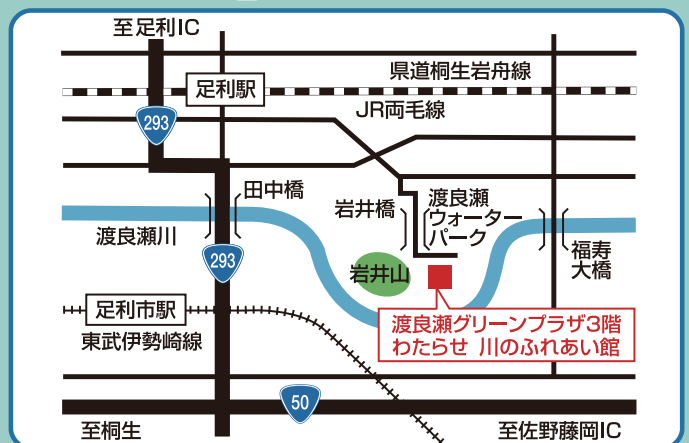 至足利IC
県道桐生岩舟線
足利駅
JR両毛線
293
田中橋
岩井橋
渡良瀬
ウォーター
パーク
渡良瀬川
福寿
大橋
293
岩井山
足利市駅
東武伊勢崎線
渡良瀬グリーンプラザ3階
わたらせ 川のふれあい館
50
至桐生
至佐野藤岡IC